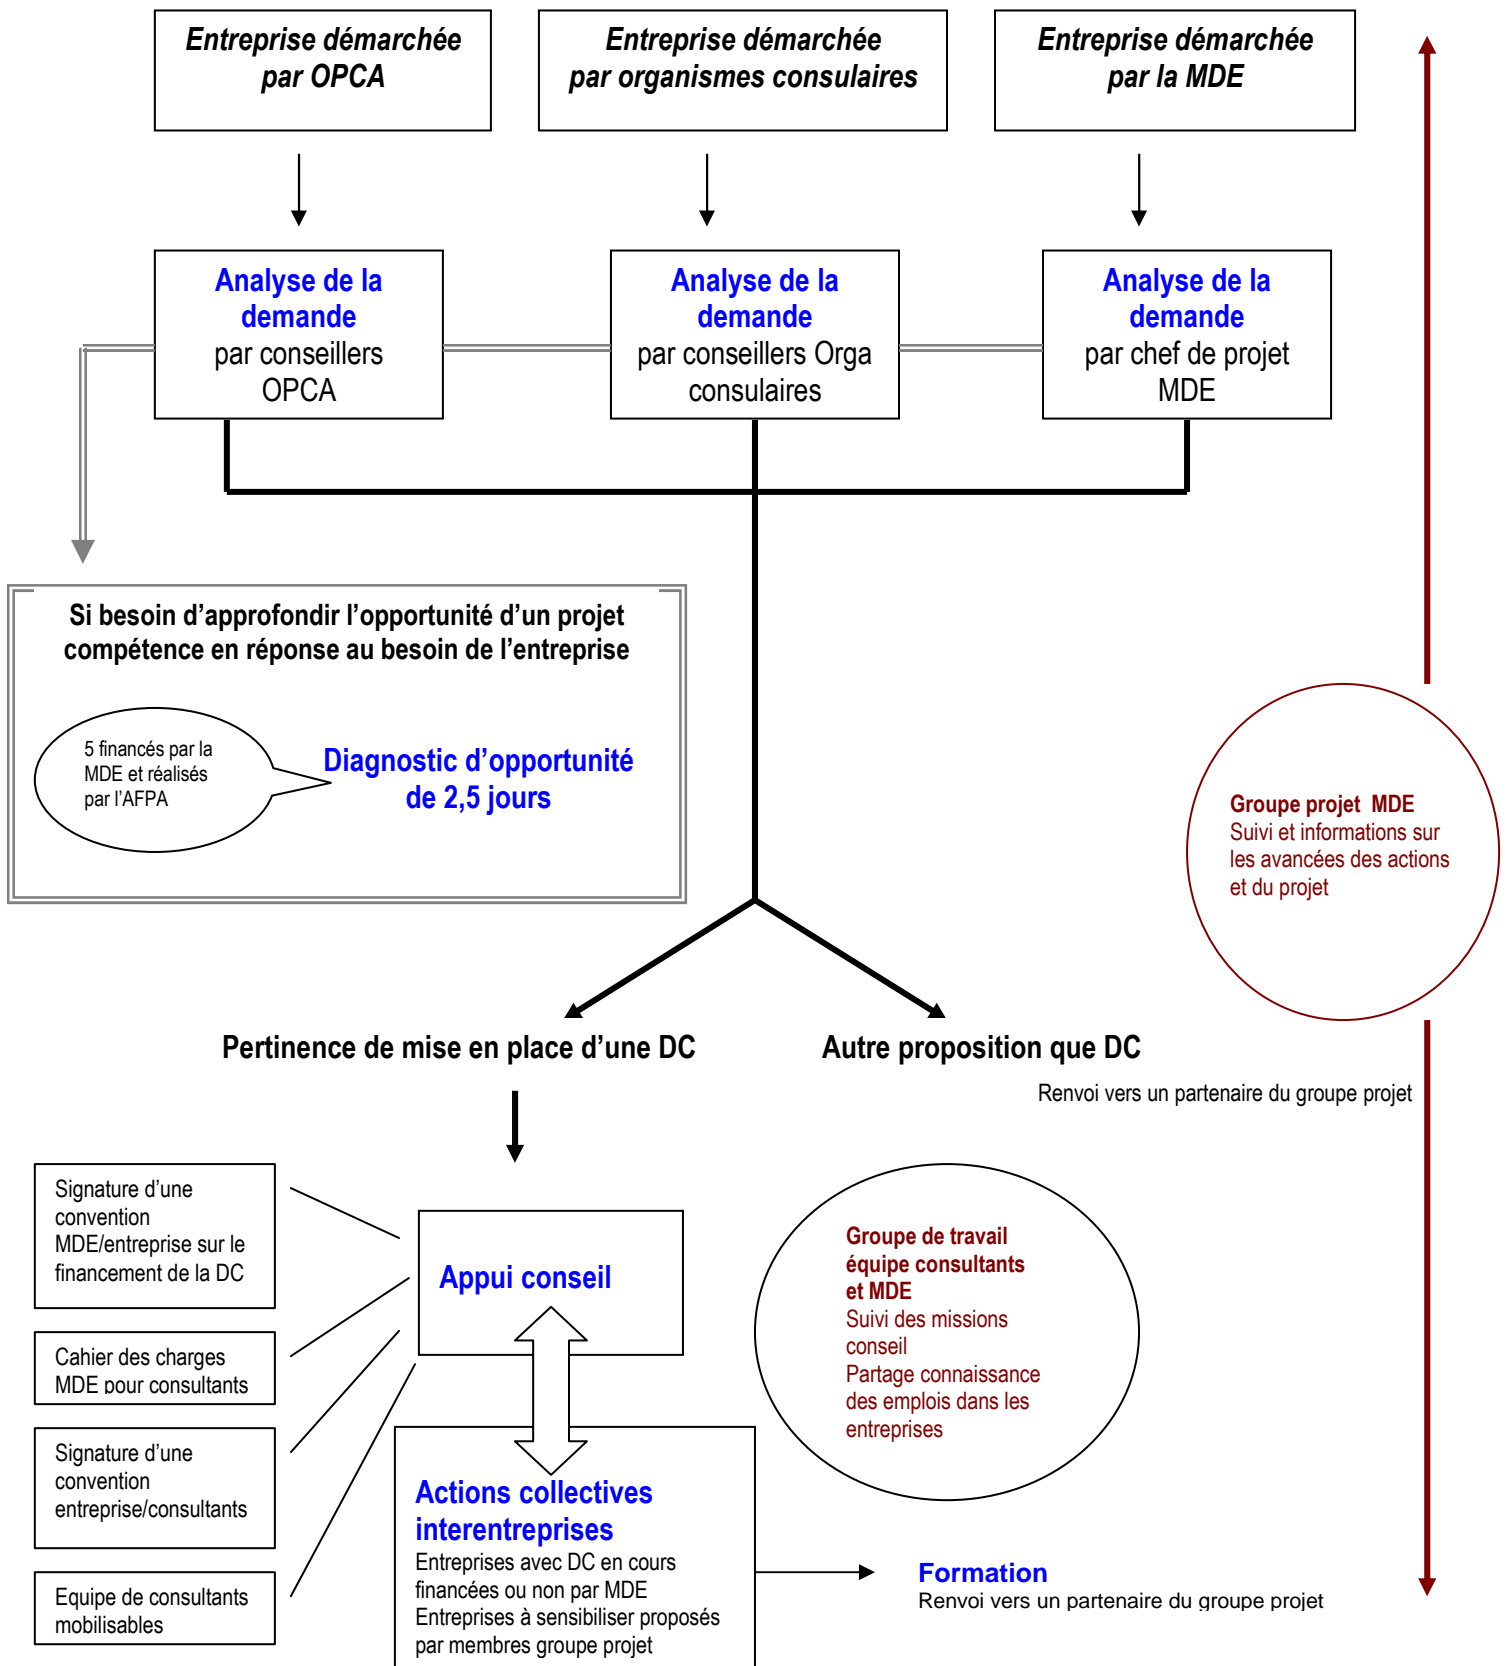 Entreprise démarchée
par OPCA
Entreprise démarchée
par organismes consulaires
Entreprise démarchée
par la MDE
Analyse de la
demande
par conseillers
OPCA
Analyse de la
demande
par conseillers Orga
consulaires
Analyse de la
demande
par chef de projet
MDE
Si besoin d’approfondir l’opportunité d’un projet
compétence en réponse au besoin de l’entreprise
5 financés par la
MDE et réalisés
par l’AFPA
Diagnostic d’opportunité
de 2,5 jours
Groupe projet  MDE
Suivi et informations sur
les avancées des actions
et du projet
Pertinence de mise en place d’une DC
Autre proposition que DC
Renvoi vers un partenaire du groupe projet
Signature d’une
convention
MDE/entreprise sur le
financement de la DC
Cahier des charges
MDE pour consultants
Signature d’une
convention
entreprise/consultants
Equipe de consultants
mobilisables
Appui conseil
Groupe de travail
équipe consultants
et MDE
Suivi des missions
conseil
Partage connaissance
des emplois dans les
entreprises
Actions collectives
interentreprises
Entreprises avec DC en cours
financées ou non par MDE
Entreprises à sensibiliser proposés
par membres groupe projet
Formation
Renvoi vers un partenaire du groupe projet